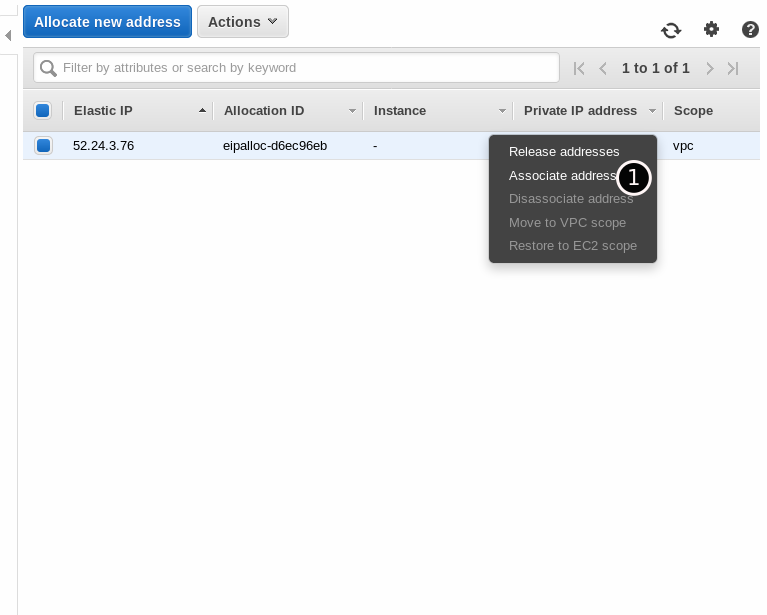 Allocate new address Actions
?
Filter by attributes or search by keyword 1 to 1 of 1
Elastic IP Allocation ID Instance Private IP address Scope
52.24.3.76 eipalloc-d6ec96eb - vpc
Release addresses
Associate address 1
Disassociate address
Move to VPC scope
Restore to EC2 scope